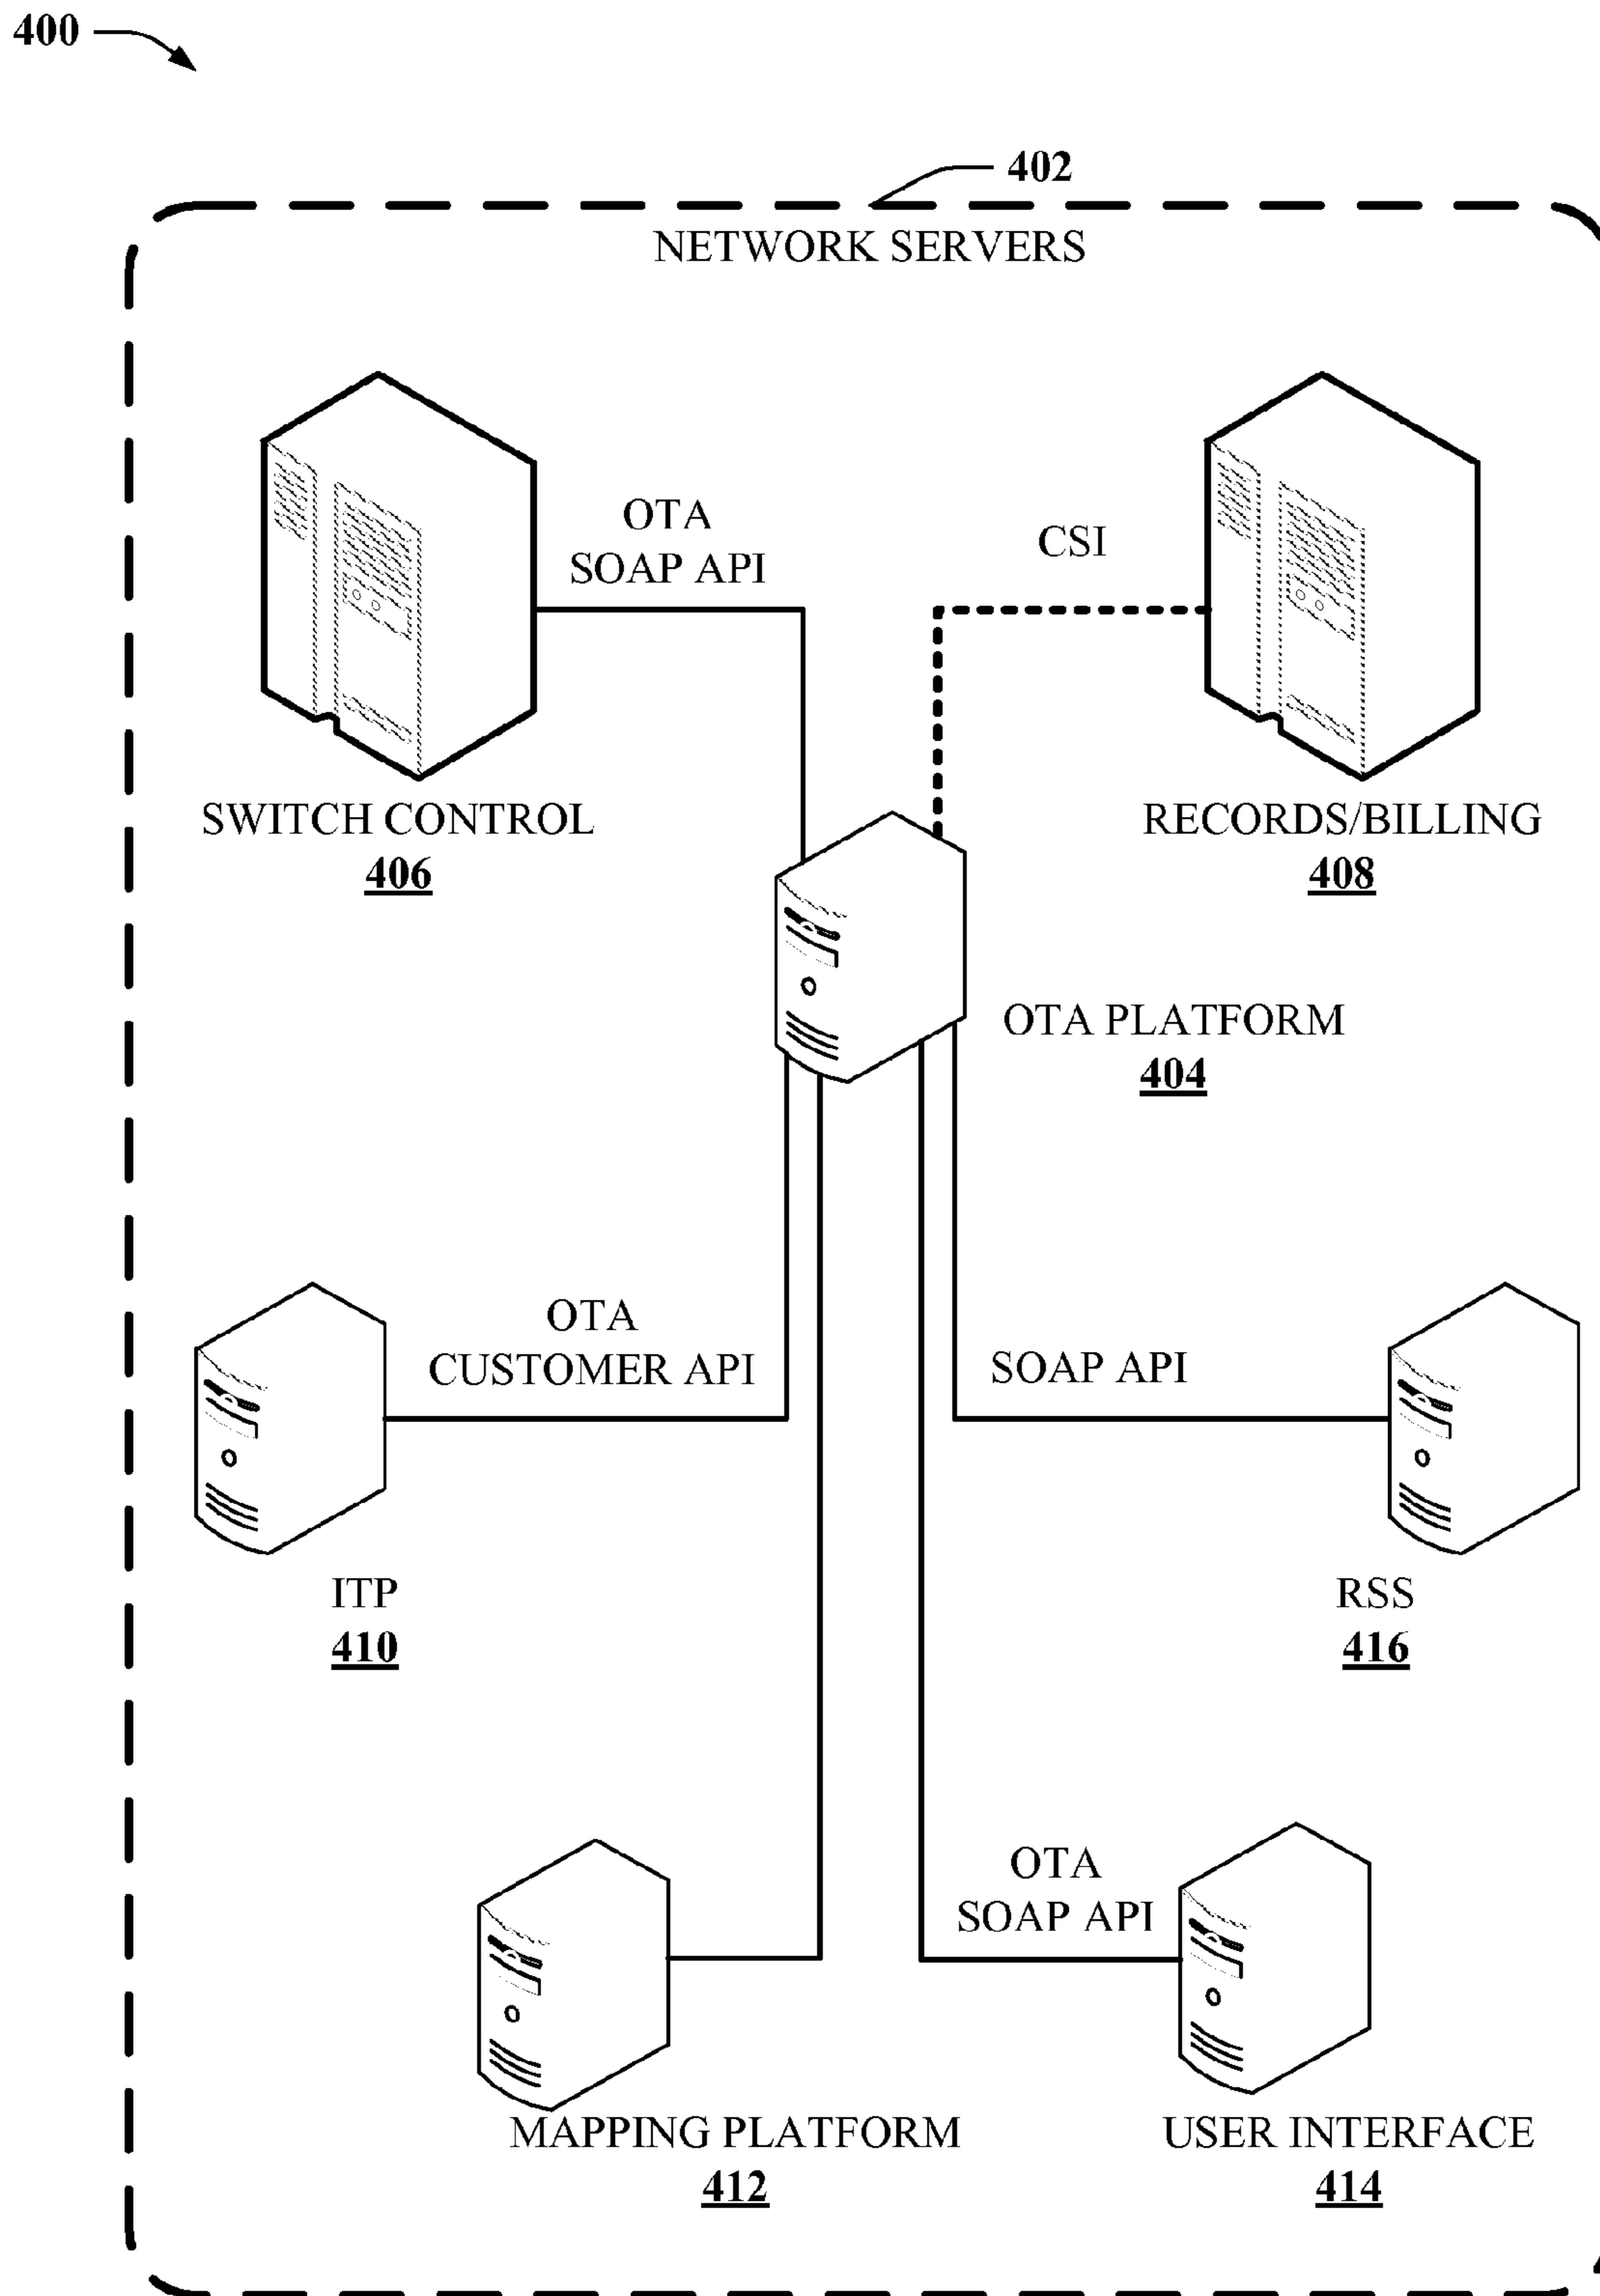 400
402
NETWORK SERVERS
OTA
SOAP API
CSI
SWITCH CONTROL
406
RECORDS/BILLING
408
OTA PLATFORM
404
OTA
CUSTOMER API
SOAP API
ITP
410
RSS
416
OTA
SOAP API
MAPPING PLATFORM
412
USER INTERFACE
414